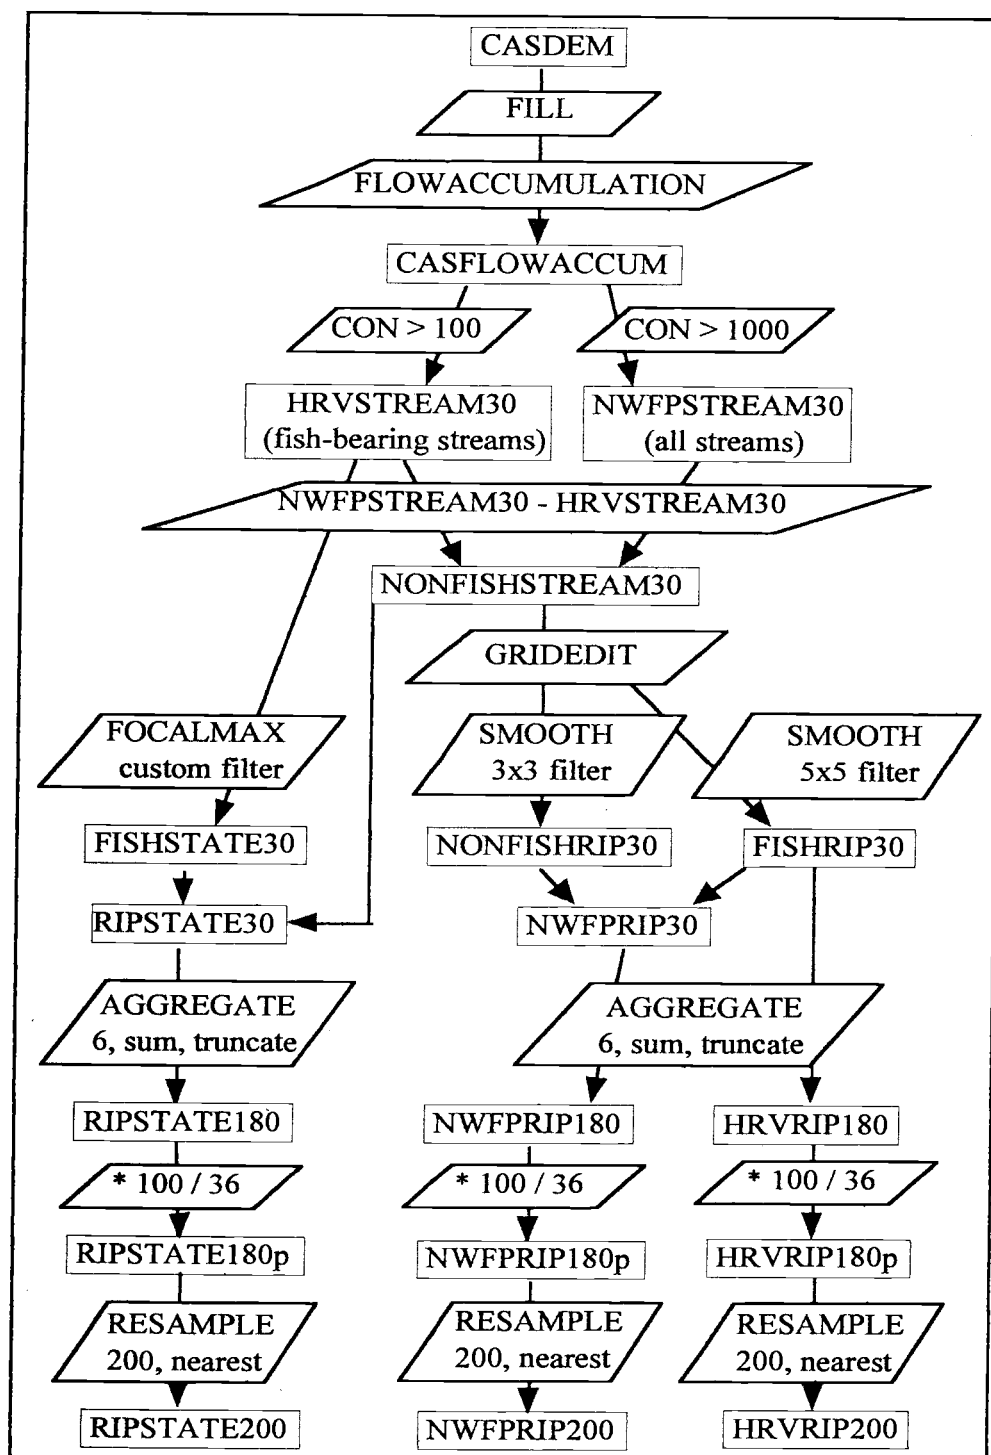 CASDEM
FILL
FLOWACCUMULATION
CASFLOWACCUM
CON > 100
CON > 1000
HRVSTREAM30
(fish-bearing streams)
NWFPSTREAM30
(all streams)
NWFPSTREAM30 - HRVSTREAM30
NONFISHSTREAM30
GRIDEDIT
FOCALMAX
custom filter
SMOOTH
3x3 filter
SMOOTH
5x5 filter
FISHSTATE30
NONFISHRIP30
FISHRIP30
RIPSTATE30
NWFPRIP30
AGGREGATE
6, sum, truncate
AGGREGATE
6, sum, truncate
RIPSTATE180
NWFPRIP180
HRVRIP180
* 100 / 36
* 100 / 36
* 100 / 36
RIPSTATE180p
NWFPRIP180p
HRVRIP180p
RESAMPLE
200, nearest
RESAMPLE
200, nearest
RESAMPLE
200, nearest
RIPSTATE200
NWFPRIP200
HRVRIP200